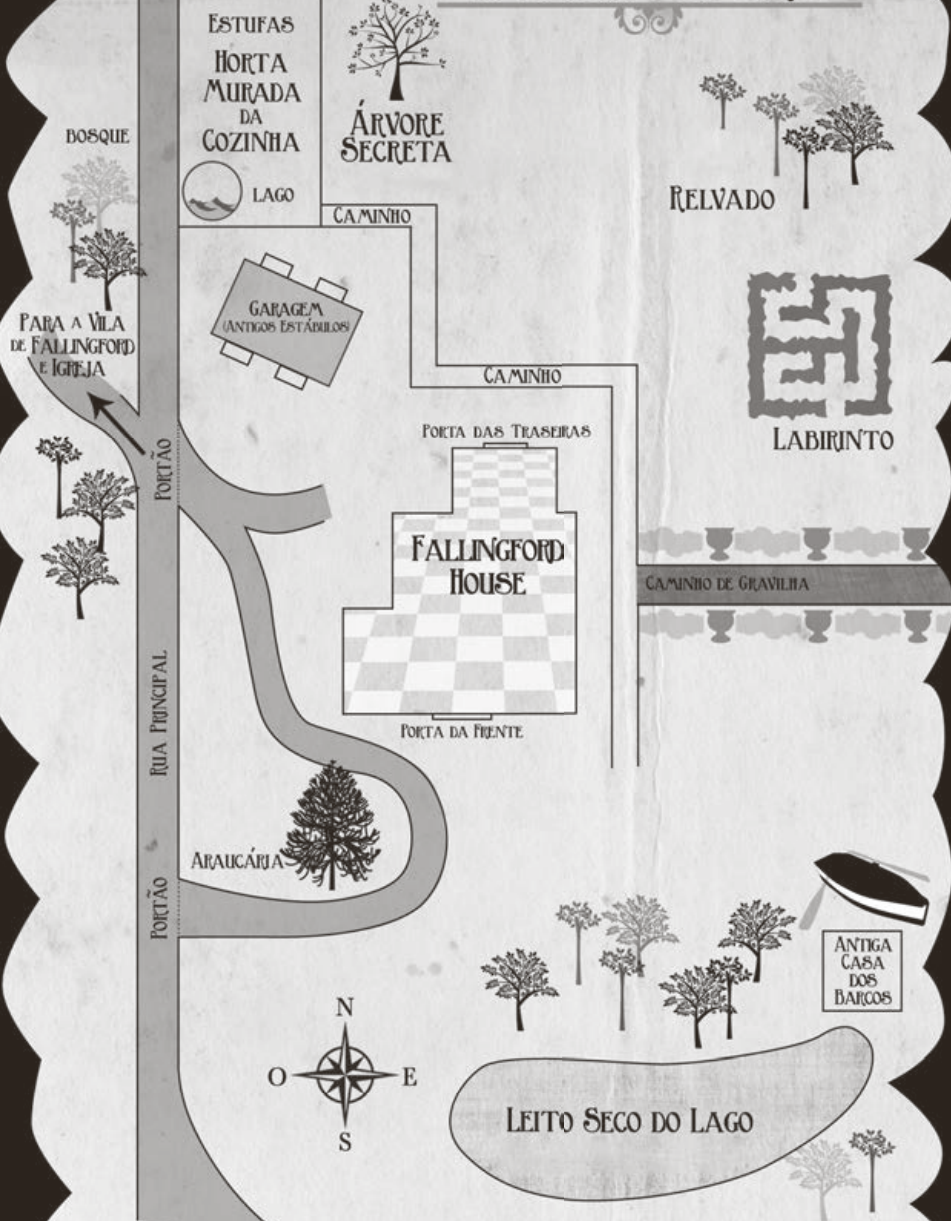 ESTUFAS
HORTA
MURADA
DA
COZINHA
ÁRVORE
SECRETA
BOSQUE
LAGO
RELVADO
CAMINHO
GARAGEM
(ANTIGOS ESTÁBULOS)
PARA A VILA
DE FALLINGFORD
E IGREJA
CAMINHO
PORTA DAS TRASEIRAS
LABIRINTO
PORTÃO
FALLINGFORD
HOUSE
CAMINHO DE GRAVILHA
RUA PRINCIPAL
PORTA DA FRENTE
ARAUCÁRIA
PORTÃO
ANTIGA
CASA
DOS
BARCOS
N
O
E
S
LEITO SECO DO LAGO